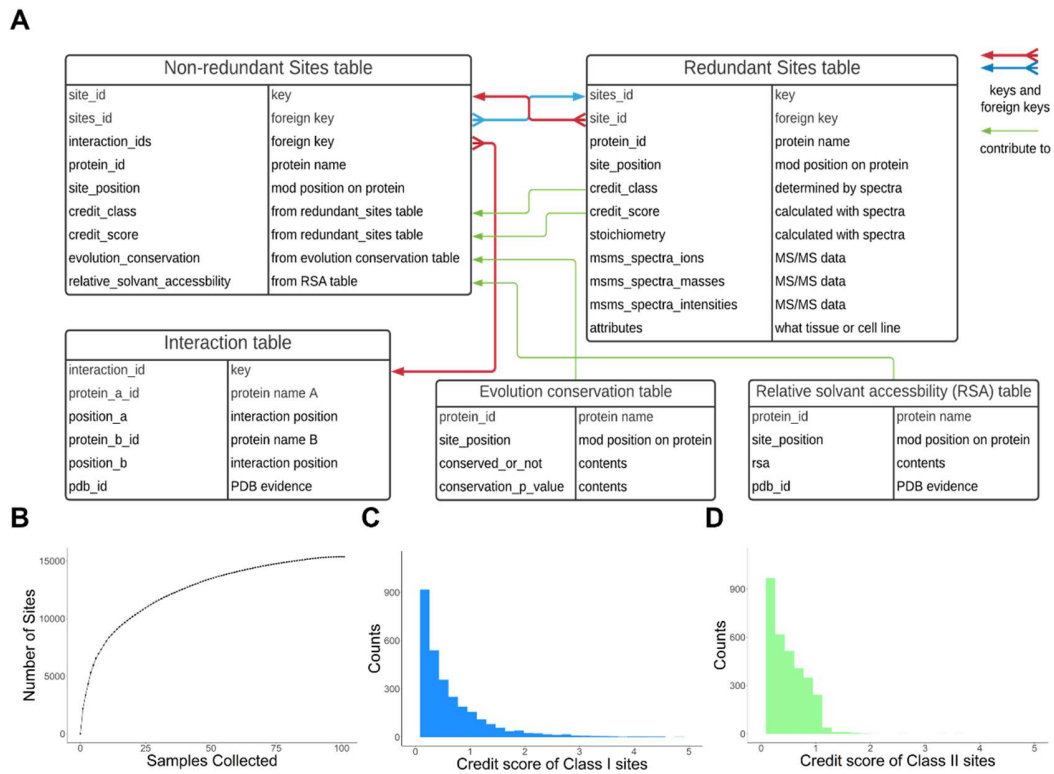 A
Non-redundant Sites table
site_id key
sites_id foreign key
interaction_ids foreign key
protein_id protein name
site_position mod position on protein
credit_class from redundant_sites table
credit_score from redundant_sites table
evolution_conservation from evolution conservation table
relative_solvant_accessbility from RSA table
Redundant Sites table
sites_id key
site_id foreign key
protein_id protein name
site_position mod position on protein
credit_class determined by spectra
credit_score calculated with spectra
stoichiometry calculated with spectra
msms_spectra_ions MS/MS data
msms_spectra_masses MS/MS data
msms_spectra_intensities MS/MS data
attributes what tissue or cell line
keys and
foreign keys
contribute to
Interaction table
interaction_id key
protein_a_id protein name A
position_a interaction position
protein_b_id protein name B
position_b interaction position
pdb_id PDB evidence
Evolution conservation table
protein_id protein name
site_position mod position on protein
conserved_or_not contents
conservation_p_value contents
Relative solvant accessbility (RSA) table
protein_id protein name
site_position mod position on protein
rsa contents
pdb_id PDB evidence
B
Number of Sites
15000
10000
5000
0
0 25 50 75 100
Samples Collected
C
Counts
900
600
300
0
0 1 2 3 4 5
Credit score of Class I sites
D
Counts
900
600
300
0
0 1 2 3 4 5
Credit score of Class II sites